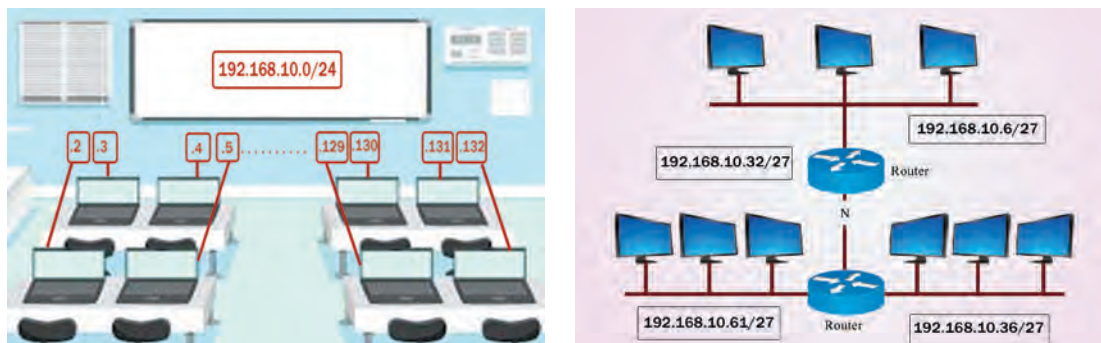 192.168.10.0/24
.2 .3 .4 .5 .......... .129 .130 .131 .132
192.168.10.6/27
192.168.10.32/27
Router
N
192.168.10.61/27
Router
192.168.10.36/27